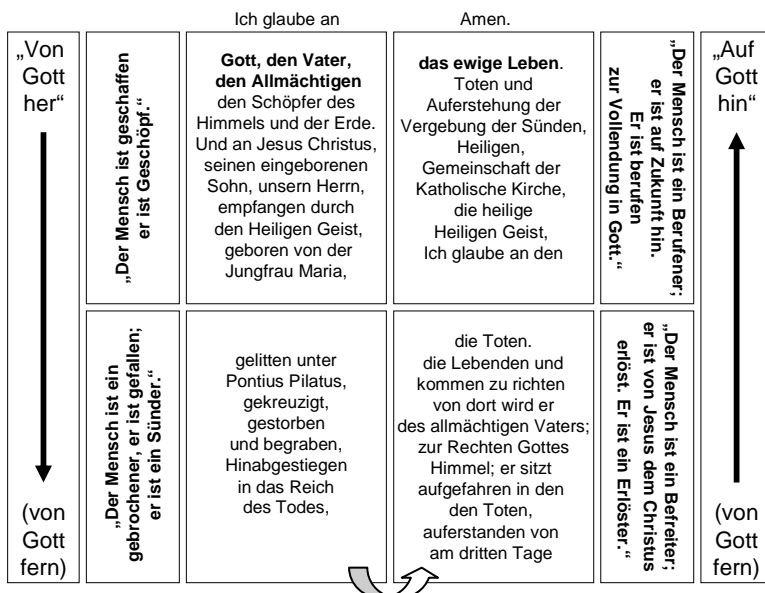 Ich glaube an
Amen.
„Von
Gott
her“
(von
Gott
fern)
„Der Mensch ist geschaffen
er ist Geschöpf.“
„Der Mensch ist ein
gebrochener, er ist gefallen;
er ist ein Sünder.“
Gott, den Vater,
den Allmächtigen
den Schöpfer des
Himmels und der Erde.
Und an Jesus Christus,
seinen eingeborenen
Sohn, unsern Herrn,
empfangen durch
den Heiligen Geist,
geboren von der
Jungfrau Maria,
gelitten unter
Pontius Pilatus,
gekreuzigt,
gestorben
und begraben,
Hinabgestiegen
in das Reich
des Todes,
das ewige Leben.
Toten und
Auferstehung der
Vergebung der Sünden,
Heiligen,
Gemeinschaft der
Katholische Kirche,
die heilige
Heiligen Geist,
Ich glaube an den
die Toten.
die Lebenden und
kommen zu richten
von dort wird er
des allmächtigen Vaters;
zur Rechten Gottes
Himmel; er sitzt
aufgefahren in den
den Toten,
auferstanden von
am dritten Tage
„Der Mensch ist ein Berufener;
er ist auf Zukunft hin.
Er ist berufen
zur Vollendung in Gott.“
„Der Mensch ist ein Befreiter;
er ist von Jesus dem Christus
erlöst. Er ist ein Erlöster.“
„Auf
Gott
hin“
(von
Gott
fern)